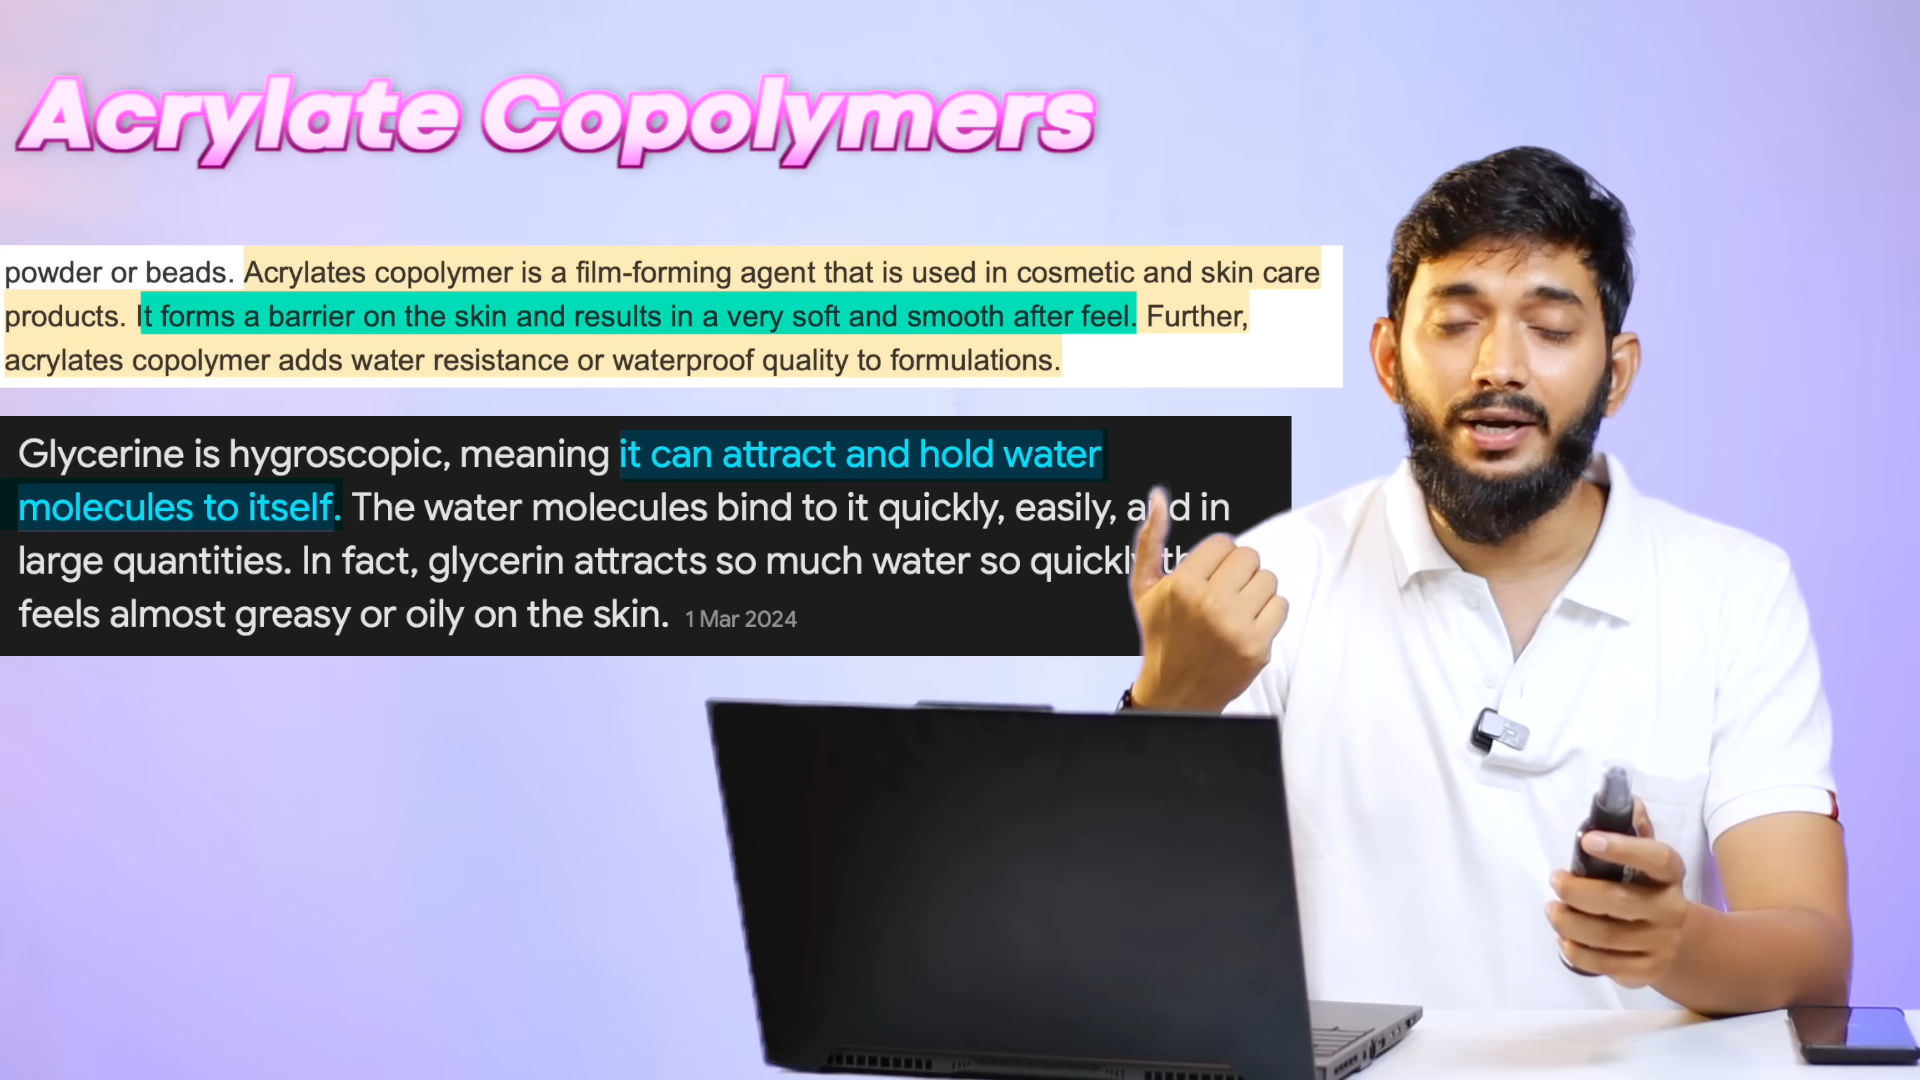 Acrylate Copolymers
powder or beads. Acrylates copolymer is a film-forming agent that is used in cosmetic and skin care
products. It forms a barrier on the skin and results in a very soft and smooth after feel. Further,
acrylates copolymer adds water resistance or waterproof quality to formulations.
Glycerine is hygroscopic, meaning it can attract and hold water
molecules to itself. The water molecules bind to it quickly, easily, and in
large quantities. In fact, glycerin attracts so much water so quickly
feels almost greasy or oily on the skin. 1 Mar 2024